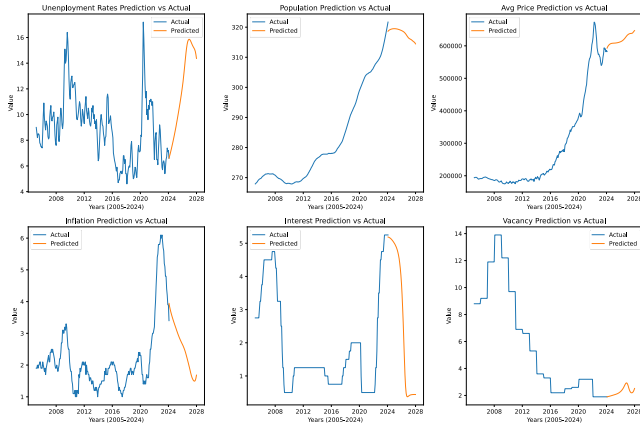 Unemployment Rates Prediction vs Actual
Actual
Predicted
Value
16
14
12
10
8
6
4
2008 2012 2016 2020 2024 2028
Years (2005-2024)
Population Prediction vs Actual
Actual
Predicted
Value
320
310
300
290
280
270
2008 2012 2016 2020 2024 2028
Years (2005-2024)
Avg Price Prediction vs Actual
Actual
Predicted
Value
600000
500000
400000
300000
200000
2008 2012 2016 2020 2024 2028
Years (2005-2024)
Inflation Prediction vs Actual
Actual
Predicted
Value
6
5
4
3
2
1
2008 2012 2016 2020 2024 2028
Years (2005-2024)
Interest Prediction vs Actual
Actual
Predicted
Value
5
4
3
2
1
2008 2012 2016 2020 2024 2028
Years (2005-2024)
Vacancy Prediction vs Actual
Actual
Predicted
Value
14
12
10
8
6
4
2
2008 2012 2016 2020 2024 2028
Years (2005-2024)